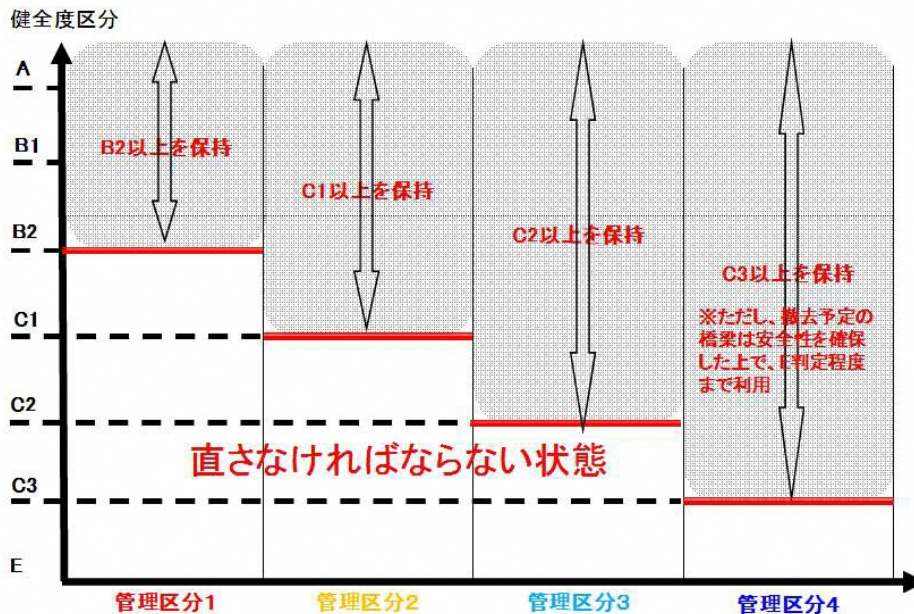 健全度区分
A
B1
B2
C1
C2
C3
E
B2以上を保持
C1以上を保持
C2以上を保持
C3以上を保持
※ただし、撤去予定の
橋梁は安全性を確保
した上で、E判定程度
まで利用
直さなければならない状態
管理区分1
管理区分2
管理区分3
管理区分4